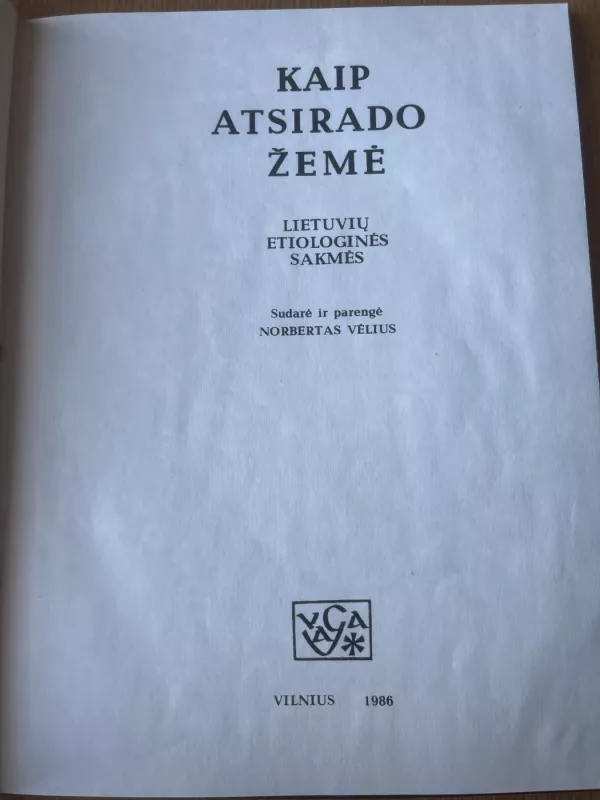 KAIP
ATSIRADO
ŽEMĖ
LIETUVIŲ
ETIOLOGINĖS
SAKMĖS
Sudarė ir parengė
NORBERTAS VĖLIUS
VAGA
VILNIUS 1986